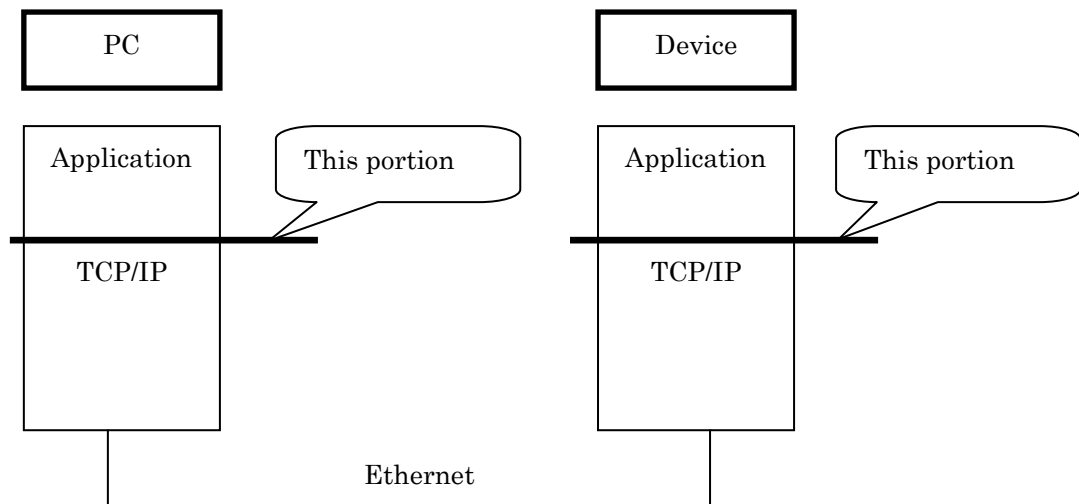 PC
Device
Application
This portion
Application
This portion
TCP/IP
TCP/IP
Ethernet